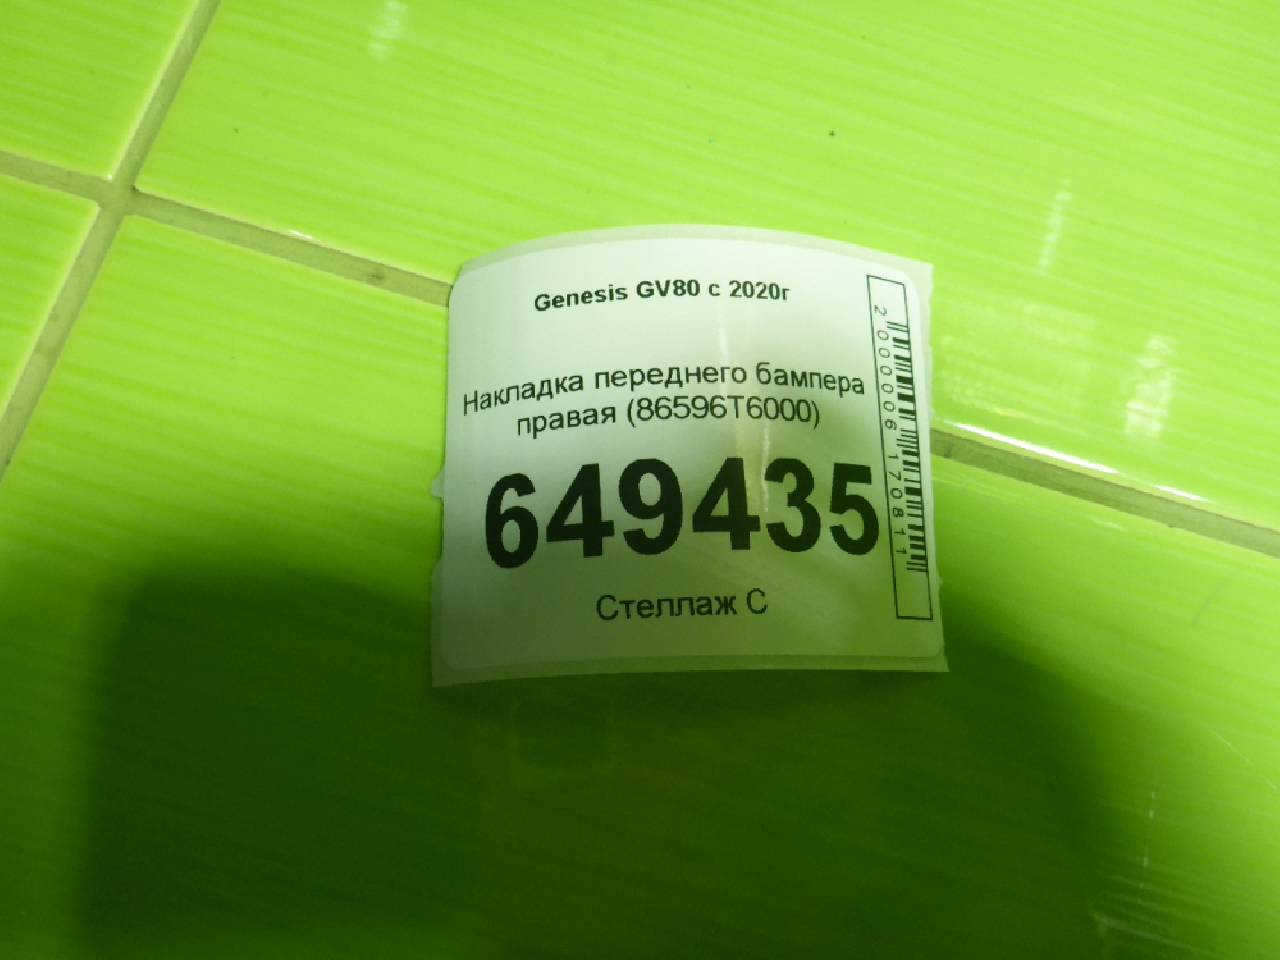 Genesis GV80 с 2020г
Накладка переднего бампера
правая (86596T6000)
649435
Стеллаж С
2000006170811